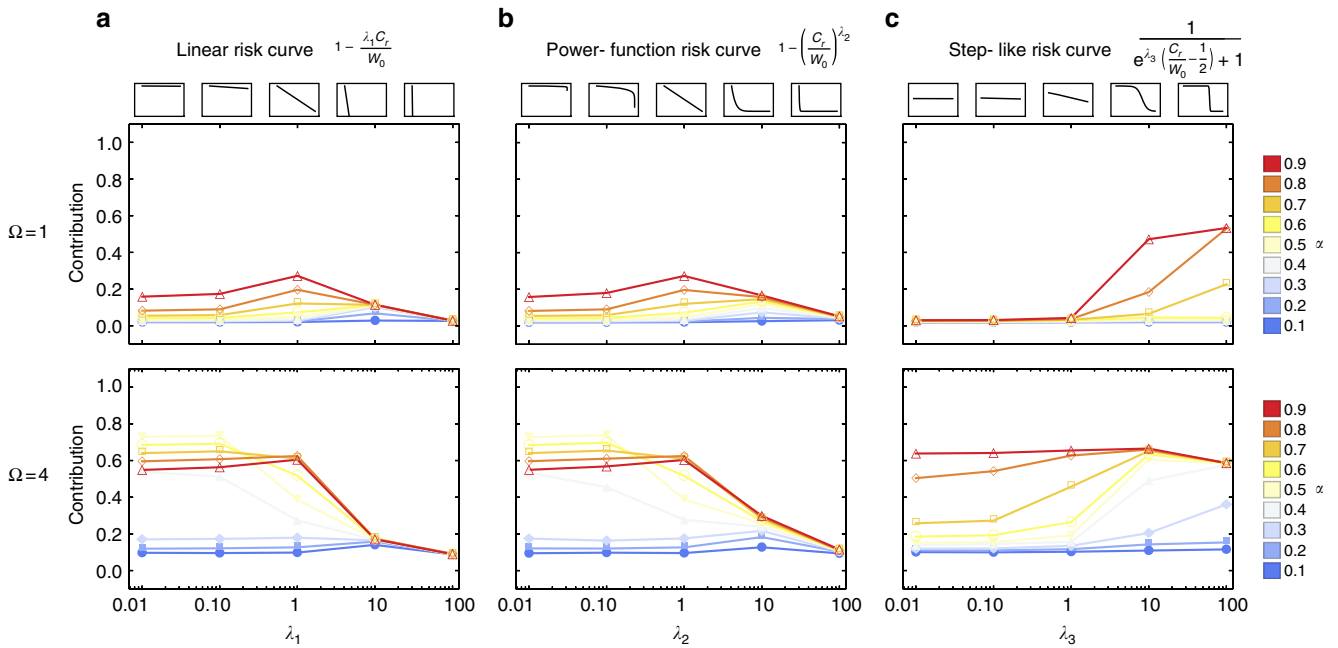 a
b
c
Linear risk curve 1 − λ₁Cᵣ/W₀
Power- function risk curve 1 − (Cᵣ/W₀)^λ₂
Step- like risk curve 1/(e^(λ₃(Cᵣ/W₀ − 1/2)) + 1)
Ω = 1
Contribution
1.0
0.8
0.6
0.4
0.2
0.0
0.9
0.8
0.7
0.6
0.5 α
0.4
0.3
0.2
0.1
Ω = 4
Contribution
1.0
0.8
0.6
0.4
0.2
0.0
0.9
0.8
0.7
0.6
0.5 α
0.4
0.3
0.2
0.1
0.01 0.10 1 10 100
0.01 0.10 1 10 100
0.01 0.10 1 10 100
λ₁
λ₂
λ₃